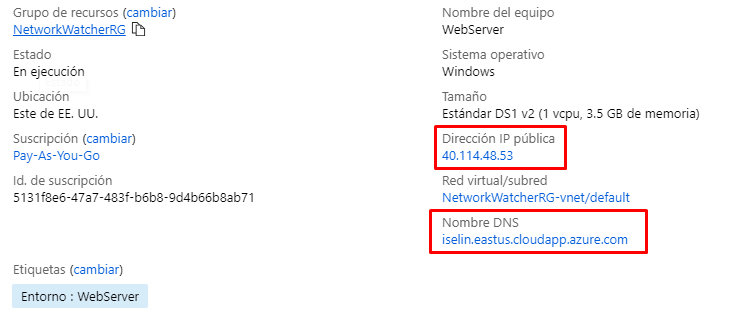 Grupo de recursos (cambiar)
NetworkWatcherRG
Estado
En ejecución
Ubicación
Este de EE. UU.
Suscripción (cambiar)
Pay-As-You-Go
Id. de suscripción
5131f8e6-47a7-483f-b6b8-9d4b66b8ab71
Nombre del equipo
WebServer
Sistema operativo
Windows
Tamaño
Estándar DS1 v2 (1 vcpu, 3.5 GB de memoria)
Dirección IP pública
40.114.48.53
Red virtual/subred
NetworkWatcherRG-vnet/default
Nombre DNS
iselin.eastus.cloudapp.azure.com
Etiquetas (cambiar)
Entorno : WebServer